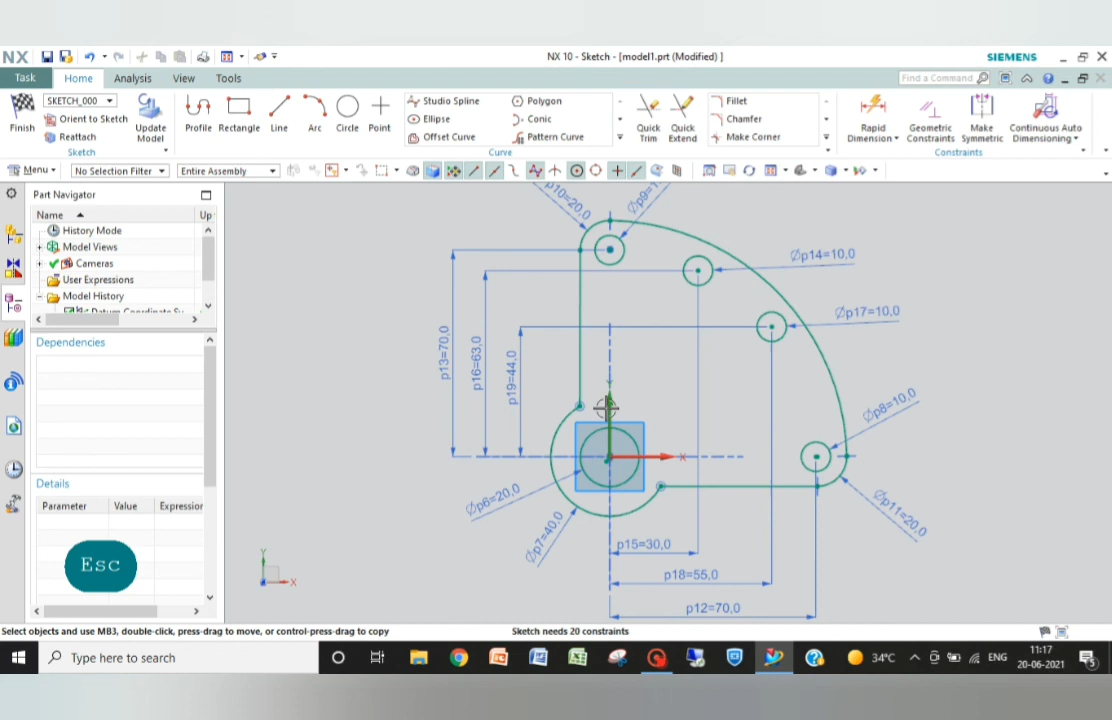 NX
NX 10 - Sketch - [model1.prt (Modified) ]
SIEMENS
Task
Home
Analysis
View
Tools
Find a Command
Finish
SKETCH_000
Orient to Sketch
Reattach
Update
Model
Sketch
Profile
Rectangle
Line
Arc
Circle
Point
Studio Spline
Ellipse
Offset Curve
Polygon
Conic
Pattern Curve
Curve
Quick
Trim
Quick
Extend
Fillet
Chamfer
Make Corner
Rapid
Dimension
Geometric
Constraints
Make
Symmetric
Continuous Auto
Dimensioning
Constraints
Menu
No Selection Filter
Entire Assembly
Part Navigator
Name
Up
History Mode
Model Views
Cameras
User Expressions
Model History
Dependencies
Details
Parameter
Value
Expression
Esc
p10=20,0
Øp14=10,0
Øp17=10,0
p13=70,0
p16=63,0
p19=44,0
Øp8=10,0
Øp6=20,0
Øp7=40,0
Øp11=20,0
p15=30,0
p18=55,0
p12=70,0
X
Y
X
Select objects and use MB3, double-click, press-drag to move, or control-press-drag to copy
Sketch needs 20 constraints
Type here to search
34°C
ENG
11:17
20-06-2021
5